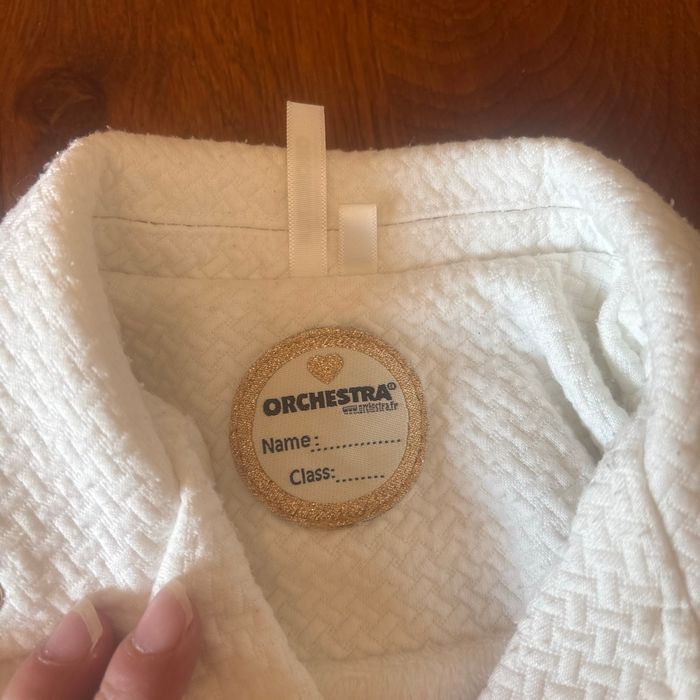 ORCHESTRA®
www.orchestra.fr
Name:..............
Class:........